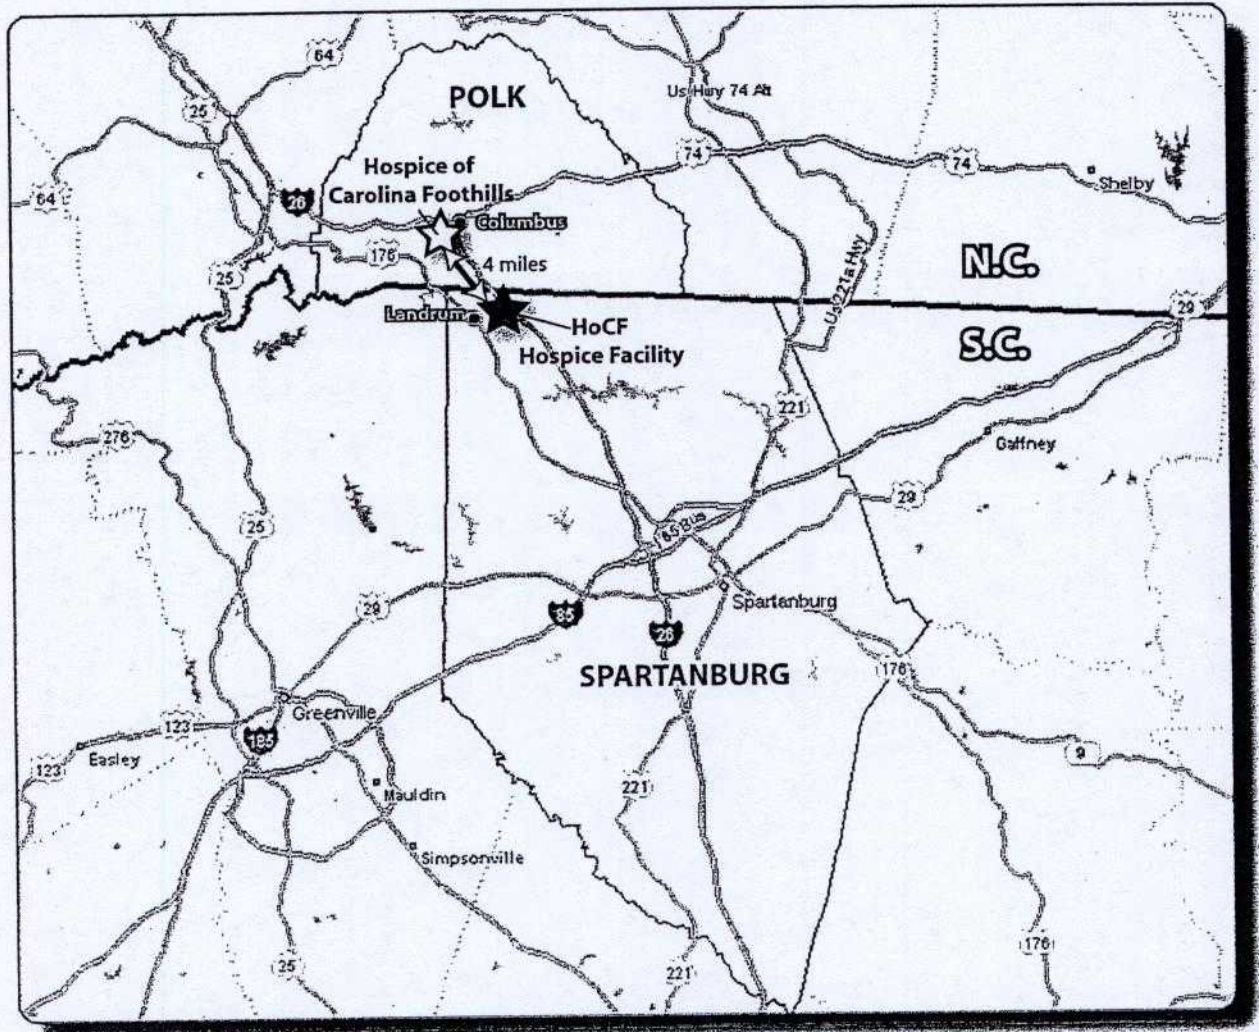 64
POLK
Us Hwy 74 Alt
25
74
74
Hospice of
Carolina Foothills
64
26
Shelby
Columbus
176
4 miles
N.C.
25
Us 221a Hwy
29
Landrum
HoCF
Hospice Facility
S.C.
221
276
Gaffney
29
25
85 Bus
29
85
Spartanburg
26
SPARTANBURG
176
Greenville
123
185
Easley
9
123
Mauldin
221
Simpsonville
176
25
221